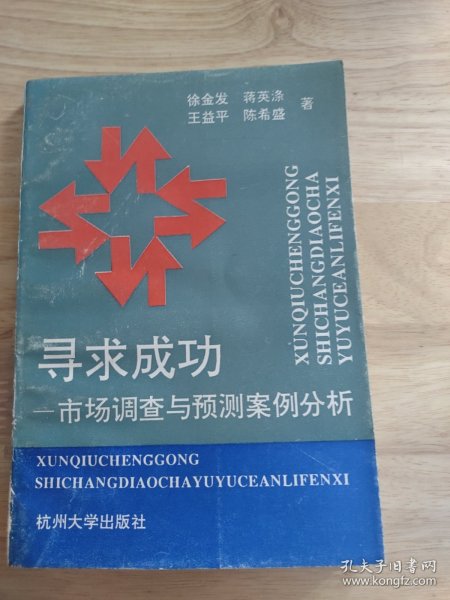 徐金发 蒋英涤
王益平 陈希盛 著
XUNQIUCHENGGONG
SHICHANGDIAOCHA
YUYUCEANLIFENXI
寻求成功
—市场调查与预测案例分析
XUNQIUCHENGGONG
SHICHANGDIAOCHAYUYUCEANLIFENXI
杭州大学出版社
孔夫子旧书网
www.kongfz.com